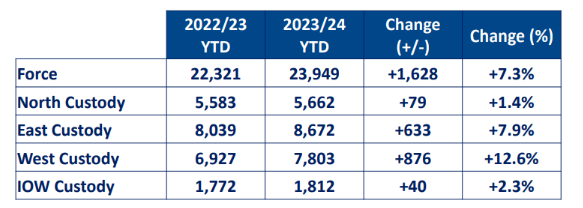 2022/23 YTD 2023/24 YTD Change (+/-) Change (%)
Force 22,321 23,949 +1,628 +7.3%
North Custody 5,583 5,662 +79 +1.4%
East Custody 8,039 8,672 +633 +7.9%
West Custody 6,927 7,803 +876 +12.6%
IOW Custody 1,772 1,812 +40 +2.3%